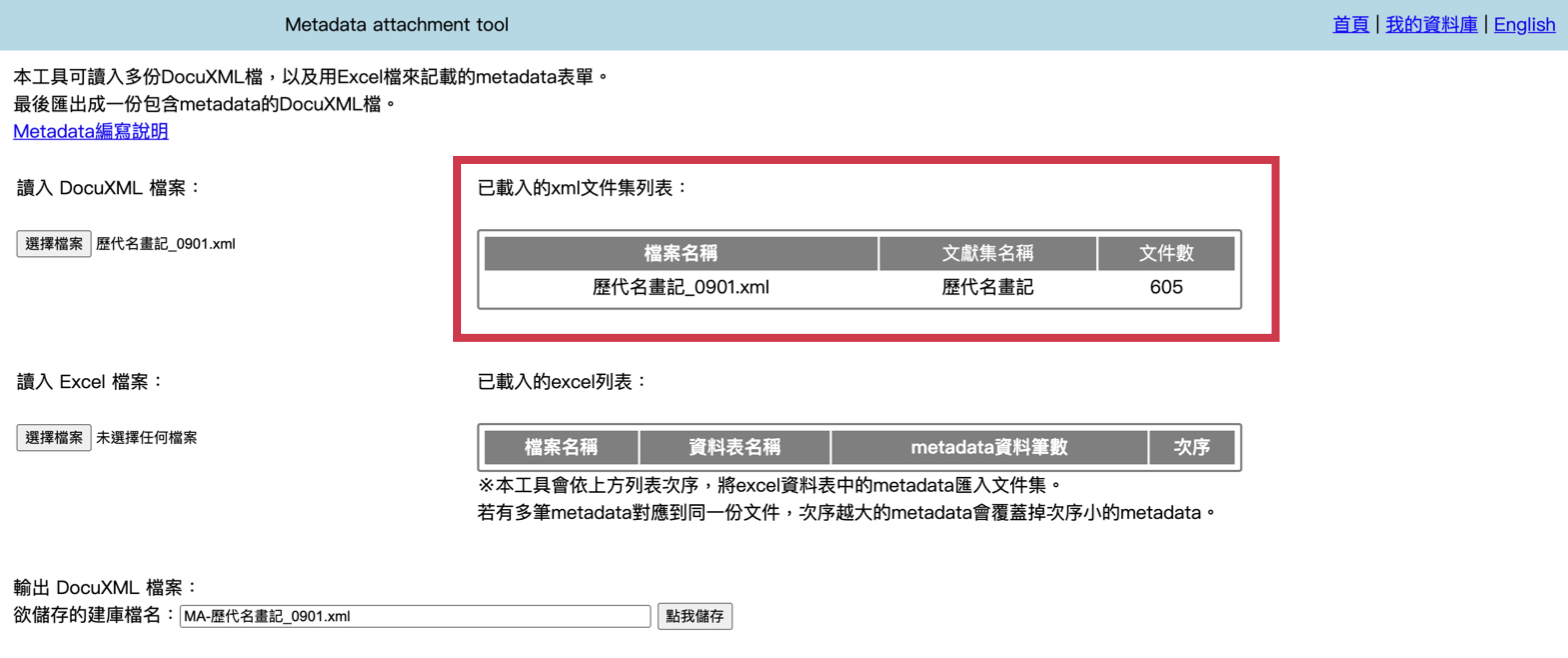 Metadata attachment tool
首頁 | 我的資料庫 | English
本工具可讀入多份DocuXML檔，以及用Excel檔來記載的metadata表單。
最後匯出成一份包含metadata的DocuXML檔。
Metadata編寫說明
讀入 DocuXML 檔案：
選擇檔案 歷代名畫記_0901.xml
已載入的xml文件集列表：
檔案名稱 文獻集名稱 文件數
歷代名畫記_0901.xml 歷代名畫記 605
讀入 Excel 檔案：
選擇檔案 未選擇任何檔案
已載入的excel列表：
檔案名稱 資料表名稱 metadata資料筆數 次序
※本工具會依上方列表次序，將excel資料表中的metadata匯入文件集。
若有多筆metadata對應到同一份文件，次序越大的metadata會覆蓋掉次序小的metadata。
輸出 DocuXML 檔案：
欲儲存的建庫檔名：MA-歷代名畫記_0901.xml 點我儲存